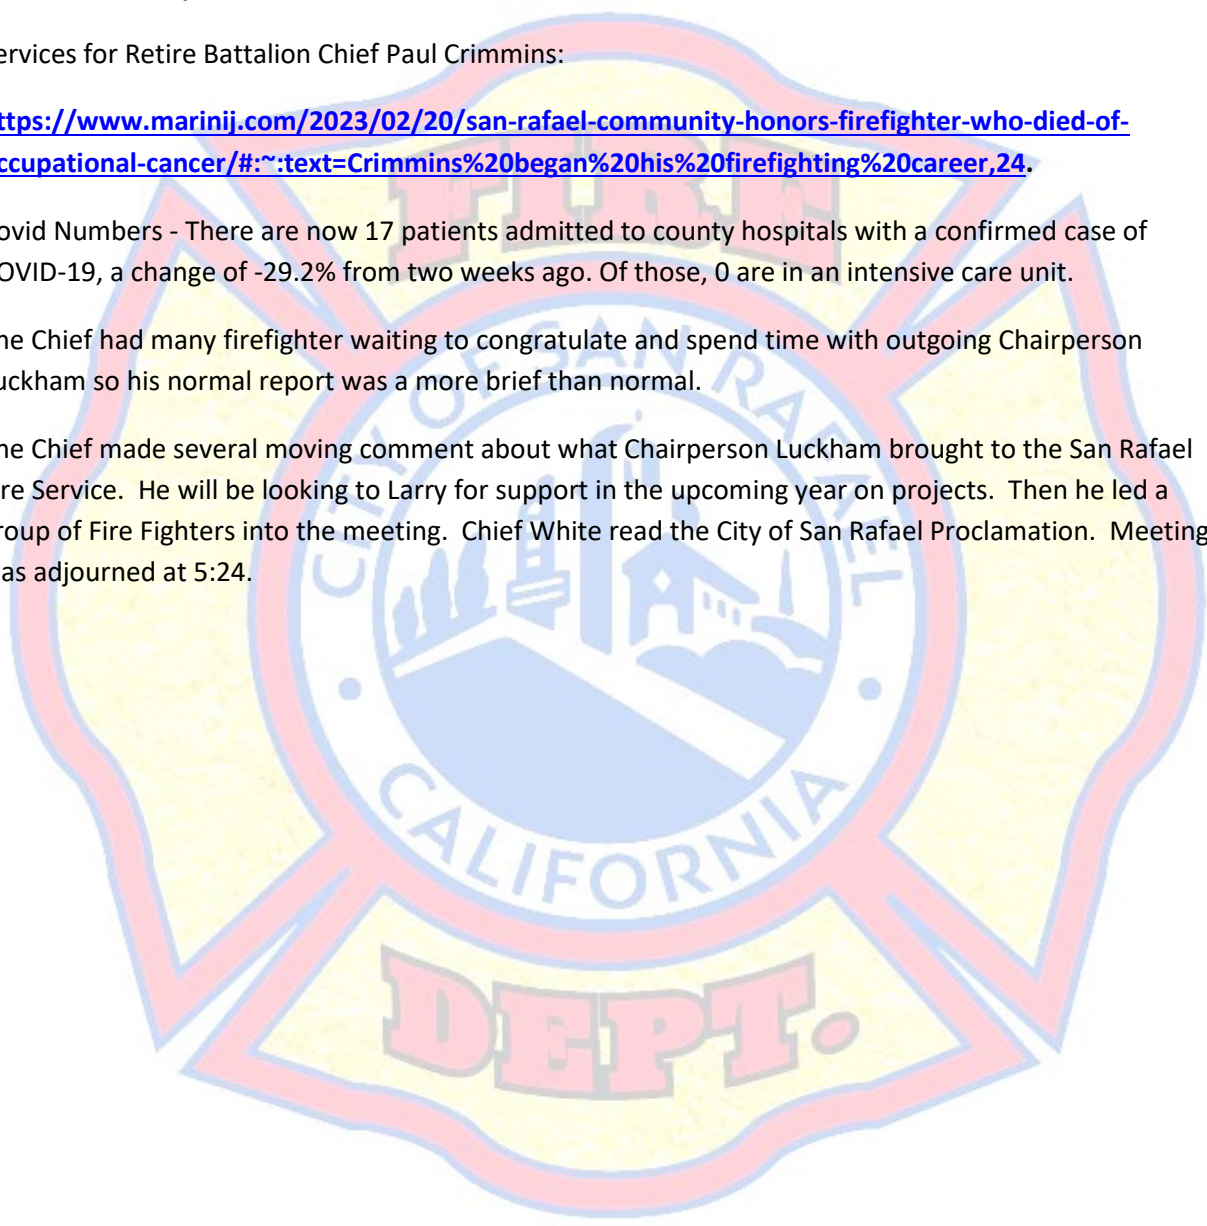 ervices for Retire Battalion Chief Paul Crimmins:
ttps://www.marinij.com/2023/02/20/san-rafael-community-honors-firefighter-who-died-of-
ccupational-cancer/#:~:text=Crimmins%20began%20his%20firefighting%20career,24.
FIRE
ovid Numbers - There are now 17 patients admitted to county hospitals with a confirmed case of
OVID-19, a change of -29.2% from two weeks ago. Of those, 0 are in an intensive care unit.
he Chief had many firefighter waiting to congratulate and spend time with outgoing Chairperson
uckham so his normal report was a more brief than normal.
he Chief made several moving comment about what Chairperson Luckham brought to the San Rafael
re Service. He will be looking to Larry for support in the upcoming year on projects. Then he led a
roup of Fire Fighters into the meeting. Chief White read the City of San Rafael Proclamation. Meeting
as adjourned at 5:24.
CITY OF SAN RAFAEL
CALIFORNIA
DEPT.